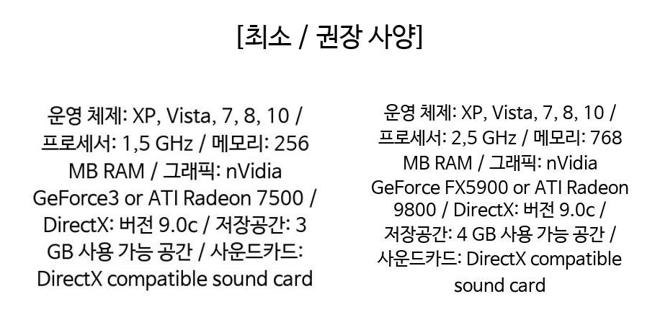 [최소 / 권장 사양]
운영 체제: XP, Vista, 7, 8, 10 /
프로세서: 1,5 GHz / 메모리: 256
MB RAM / 그래픽: nVidia
GeForce3 or ATI Radeon 7500 /
DirectX: 버전 9.0c / 저장공간: 3
GB 사용 가능 공간 / 사운드카드:
DirectX compatible sound card
운영 체제: XP, Vista, 7, 8, 10 /
프로세서: 2,5 GHz / 메모리: 768
MB RAM / 그래픽: nVidia
GeForce FX5900 or ATI Radeon
9800 / DirectX: 버전 9.0c /
저장공간: 4 GB 사용 가능 공간 /
사운드카드: DirectX compatible
sound card